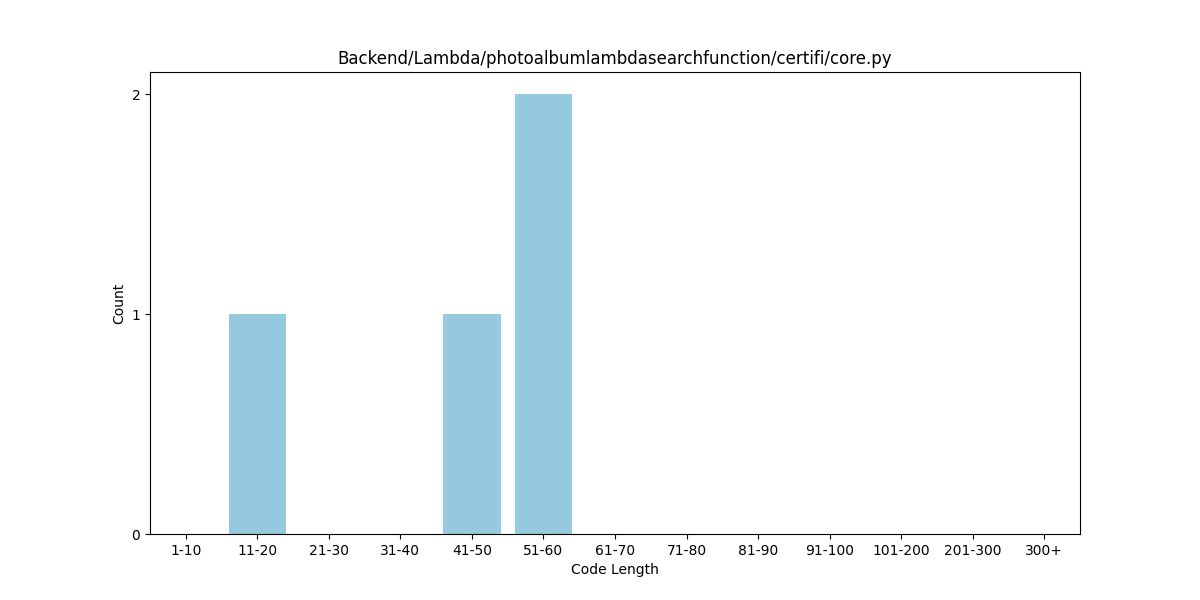 Backend/Lambda/photoalbumlambdasearchfunction/certifi/core.py
Count
2
1
0
1-10 11-20 21-30 31-40 41-50 51-60 61-70 71-80 81-90 91-100 101-200 201-300 300+
Code Length